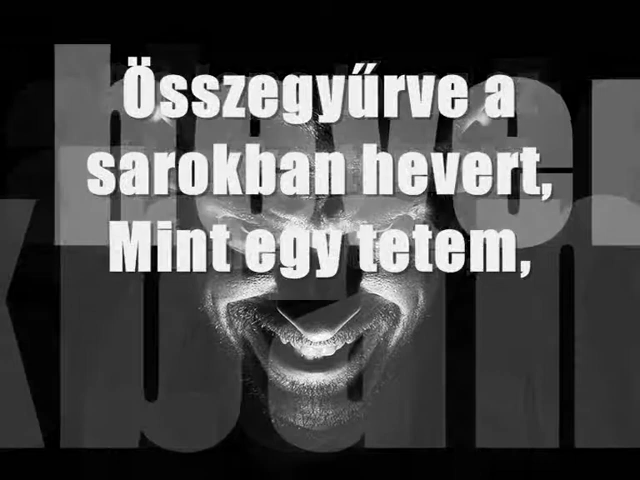 Összegyűrve a
sarokban hevert,
Mint egy tetem,